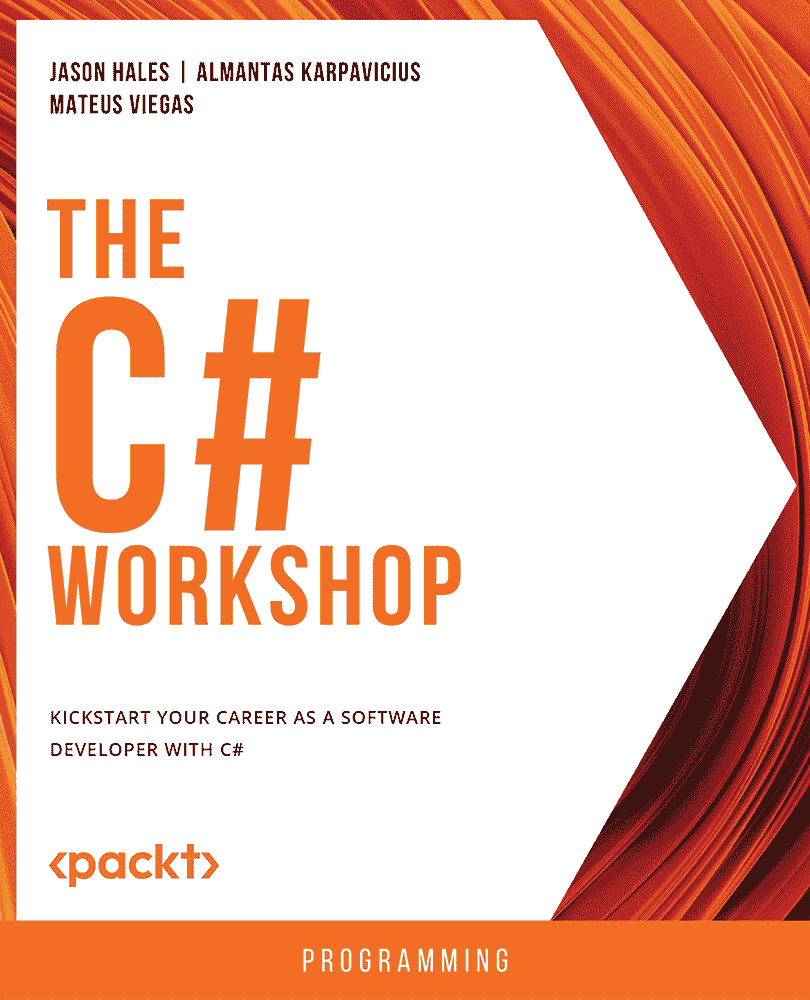 JASON HALES | ALMANTAS KARPAVICIUS
MATEUS VIEGAS
THE
C#
WORKSHOP
KICKSTART YOUR CAREER AS A SOFTWARE
DEVELOPER WITH C#
<packt>
PROGRAMMING